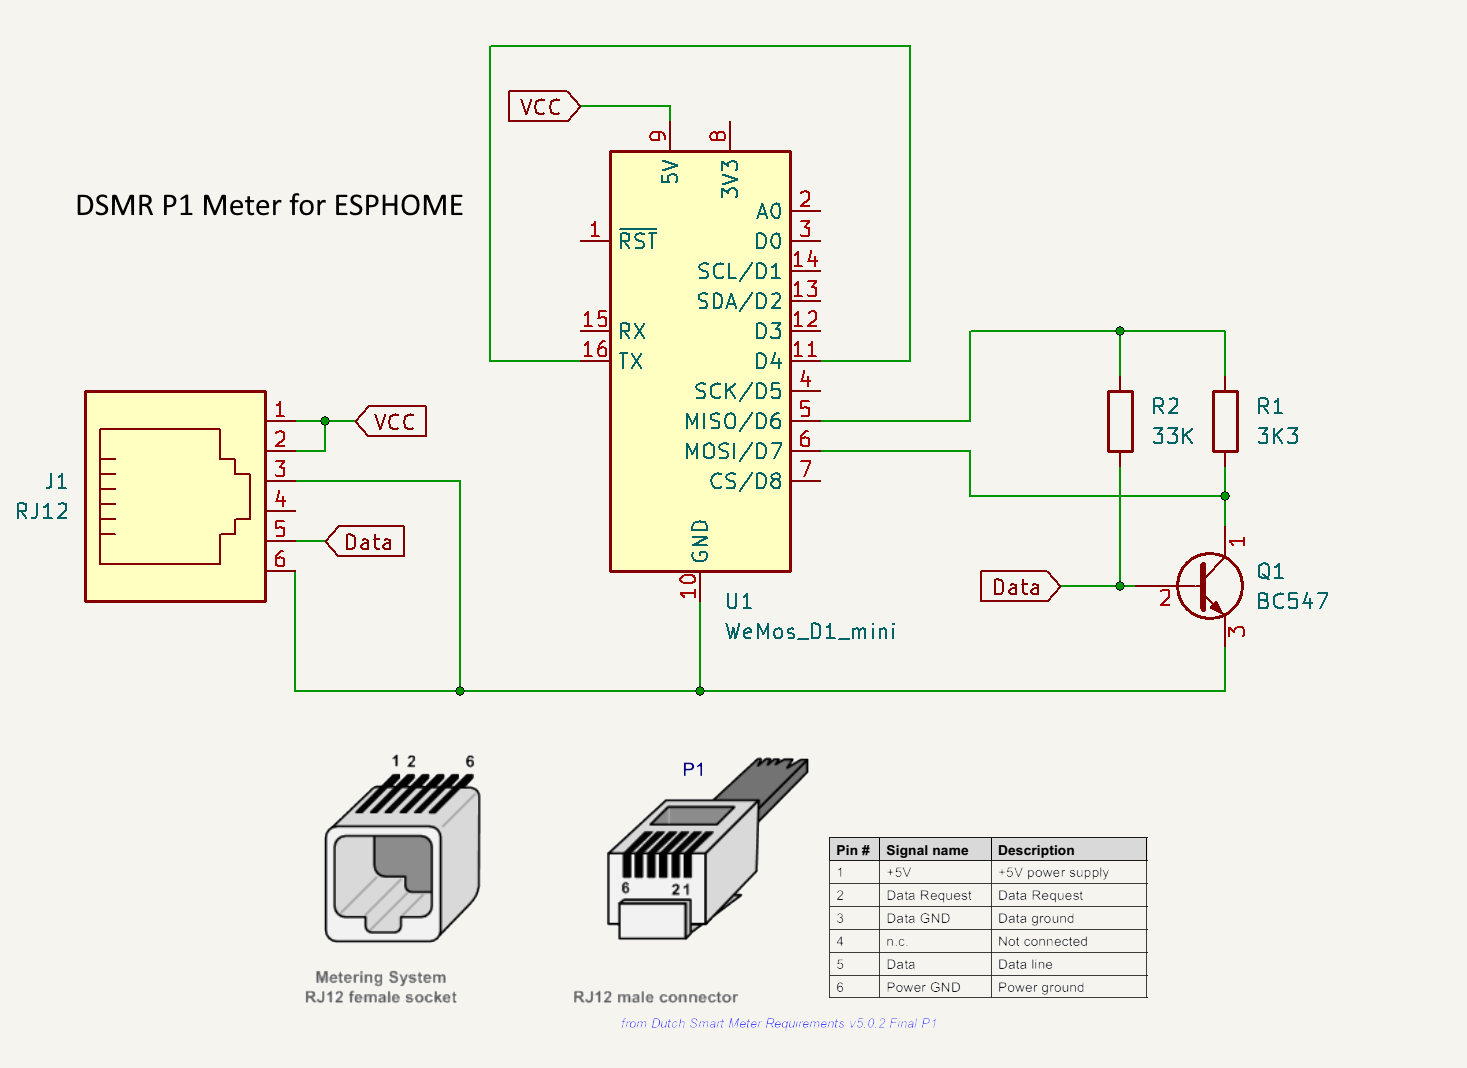 VCC
9
8
5V
3V3
DSMR P1 Meter for ESPHOME
A0
2
1
RST
D0
3
SCL/D1
14
SDA/D2
13
15
RX
D3
12
16
TX
D4
11
SCK/D5
4
MISO/D6
5
MOSI/D7
6
CS/D8
7
GND
10
U1
WeMos_D1_mini
J1
RJ12
1
2
3
4
5
6
VCC
Data
R2
33K
R1
3K3
Data
1
2
3
Q1
BC547
1 2 6
Metering System
RJ12 female socket
P1
6 2 1
RJ12 male connector
Pin # Signal name Description
1 +5V +5V power supply
2 Data Request Data Request
3 Data GND Data ground
4 n.c. Not connected
5 Data Data line
6 Power GND Power ground
from Dutch Smart Meter Requirements v5.0.2 Final P1